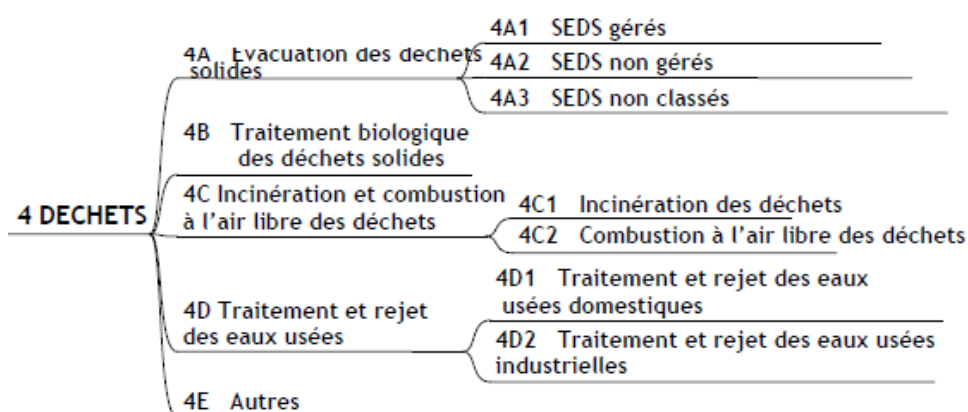 4 DECHETS
4A Evacuation des déchets
solides
4A1 SEDS gérés
4A2 SEDS non gérés
4A3 SEDS non classés
4B Traitement biologique
des déchets solides
4C Incinération et combustion
à l'air libre des déchets
4C1 Incinération des déchets
4C2 Combustion à l'air libre des déchets
4D Traitement et rejet
des eaux usées
4D1 Traitement et rejet des eaux
usées domestiques
4D2 Traitement et rejet des eaux usées
industrielles
4E Autres